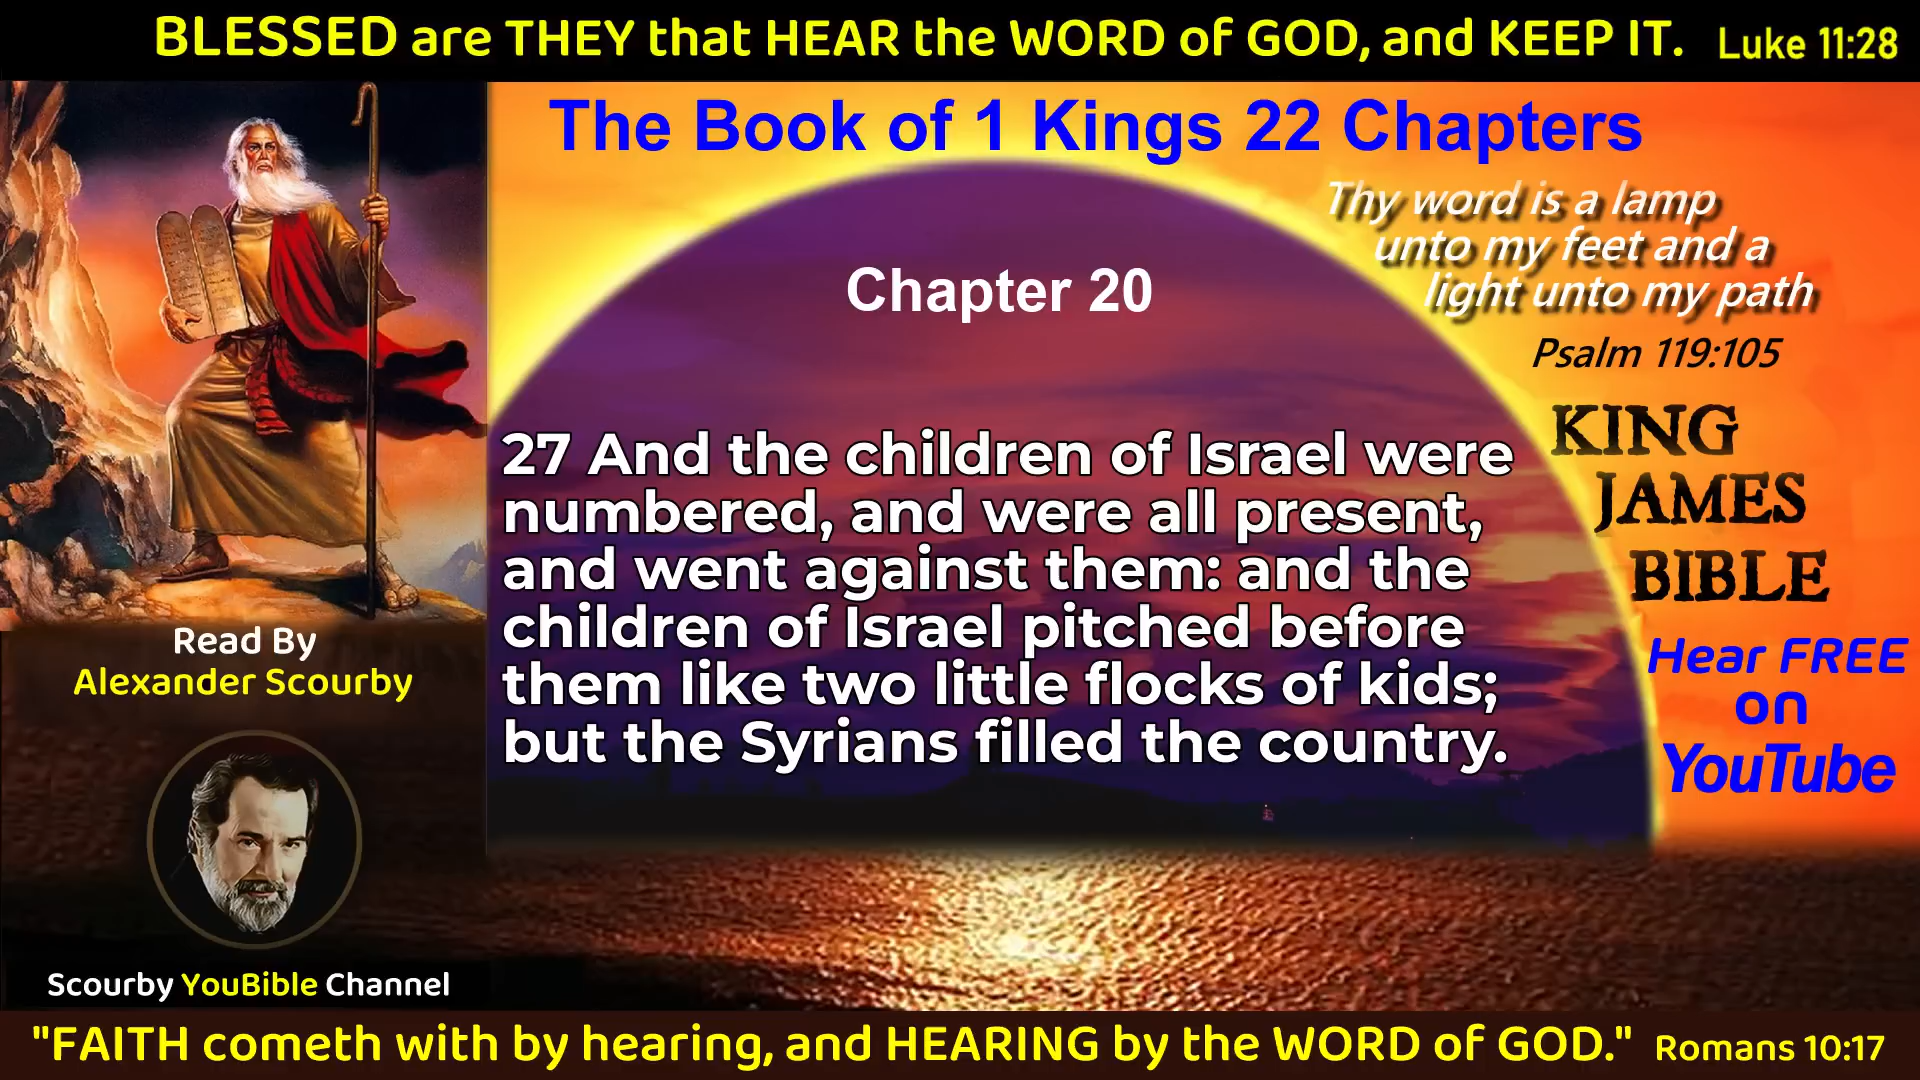 BLESSED are THEY that HEAR the WORD of GOD, and KEEP IT. Luke 11:28
The Book of 1 Kings 22 Chapters
Thy word is a lamp
unto my feet and a
light unto my path
Psalm 119:105
Chapter 20
27 And the children of Israel were
numbered, and were all present,
and went against them: and the
children of Israel pitched before
them like two little flocks of kids;
but the Syrians filled the country.
KING
JAMES
BIBLE
Hear FREE
on
YouTube
Read By
Alexander Scourby
Scourby YouBible Channel
"FAITH cometh with by hearing, and HEARING by the WORD of GOD." Romans 10:17